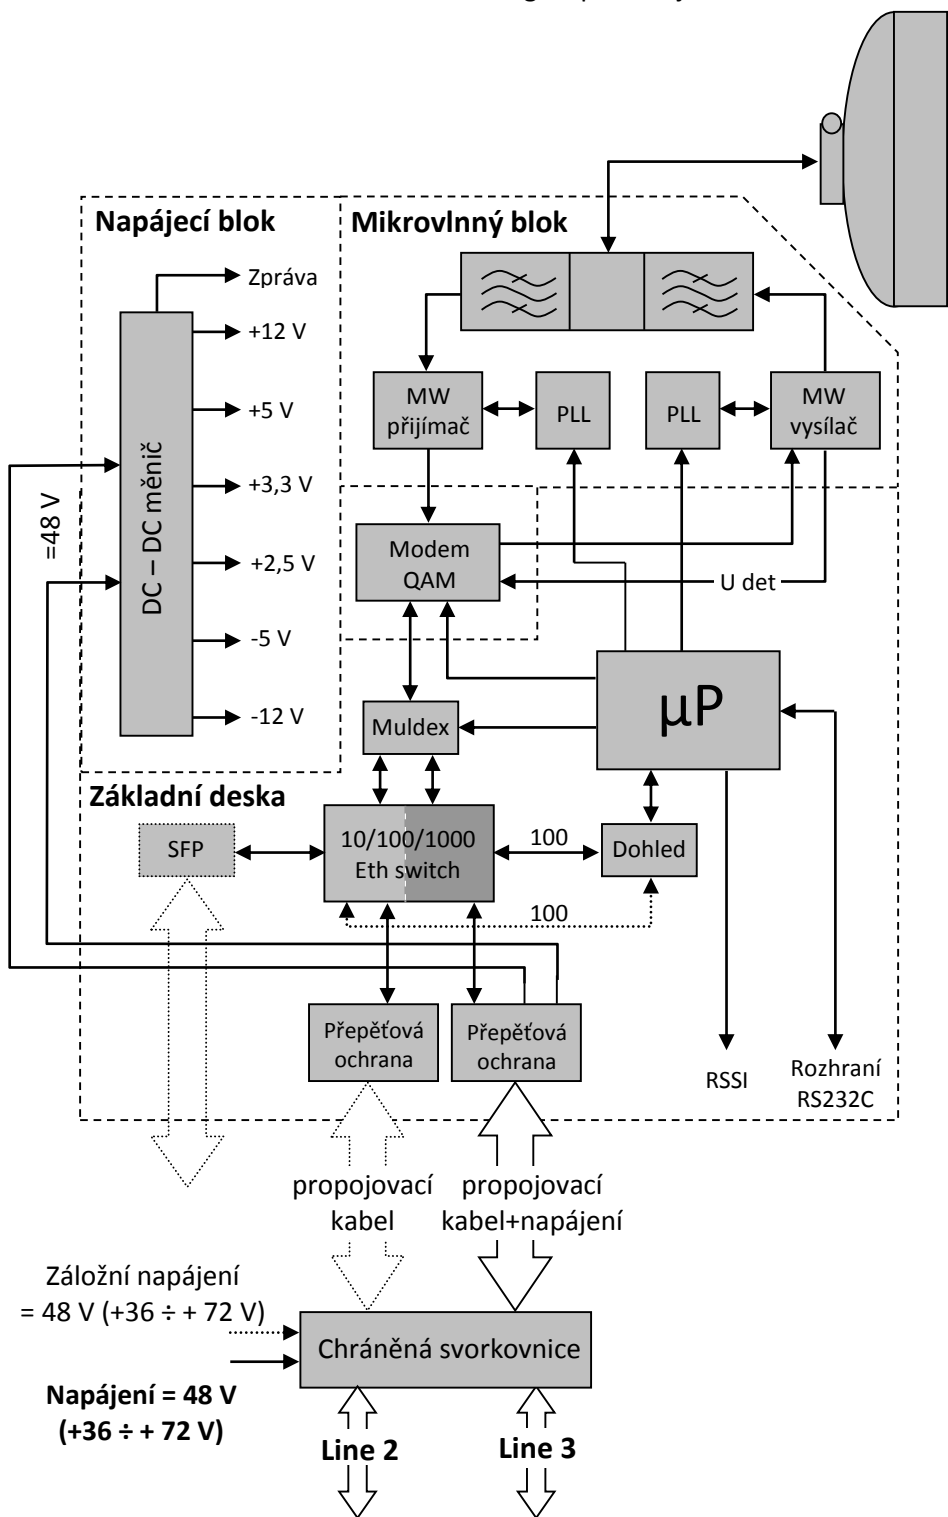 Napájecí blok
Mikrovlnný blok
Zpráva
+12 V
+5 V
+3,3 V
+2,5 V
-5 V
-12 V
DC – DC měnič
=48 V
MW
přijímač
PLL
PLL
MW
vysílač
Modem
QAM
U det
µP
Muldex
Základní deska
SFP
10/100/1000
Eth switch
100
Dohled
100
Přepěťová
ochrana
Přepěťová
ochrana
RSSI
Rozhraní
RS232C
propojovací
kabel
propojovací
kabel+napájení
Záložní napájení
= 48 V (+36 ÷ + 72 V)
Chráněná svorkovnice
Napájení = 48 V
(+36 ÷ + 72 V)
Line 2
Line 3